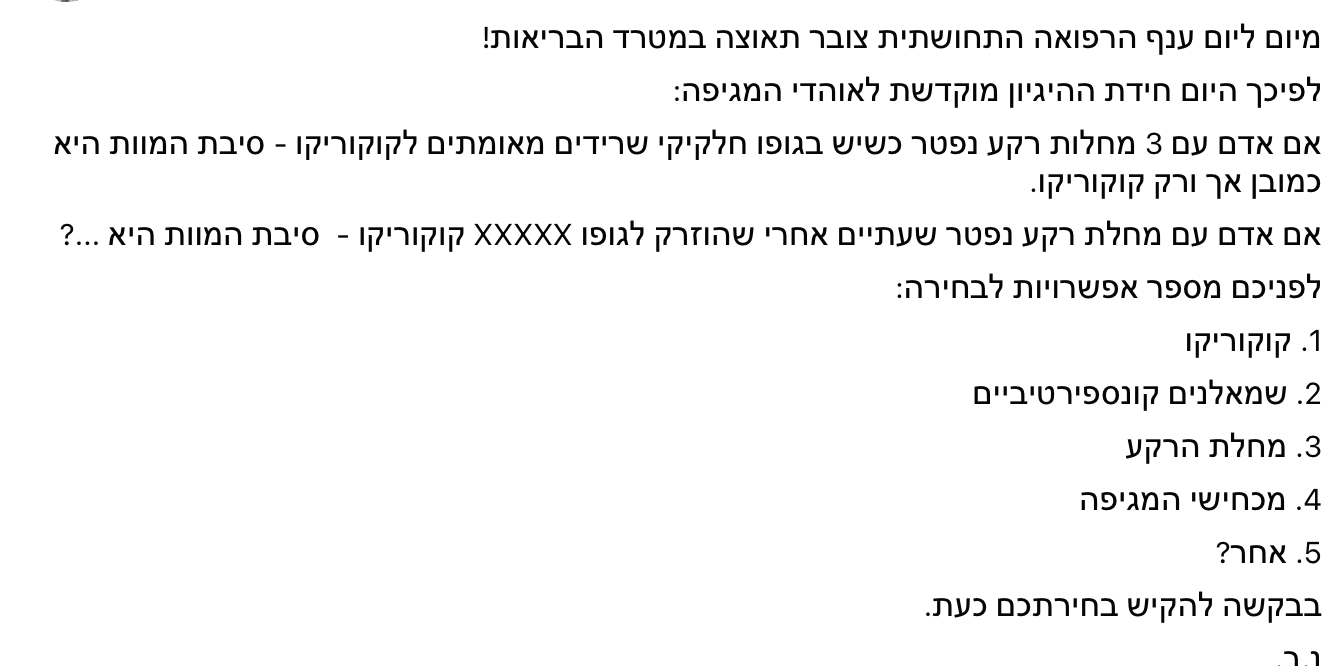 מיום ליום ענף הרפואה התחושתית צובר תאוצה במטרד הבריאות!
לפיכך היום חידת ההיגיון מוקדשת לאוהדי המגיפה:
אם אדם עם 3 מחלות רקע נפטר כשיש בגופו חלקיקי שרידים מאומתים לקוקוריקו - סיבת המוות היא
כמובן אך ורק קוקוריקו.
אם אדם עם מחלת רקע נפטר שעתיים אחרי שהוזרק לגופו XXXXX קוקוריקו - סיבת המוות היא ...?
לפניכם מספר אפשרויות לבחירה:
1. קוקוריקו
2. שמאלנים קונספירטיביים
3. מחלת הרקע
4. מכחישי המגיפה
5. אחר?
בבקשה להקיש בחירתכם כעת.